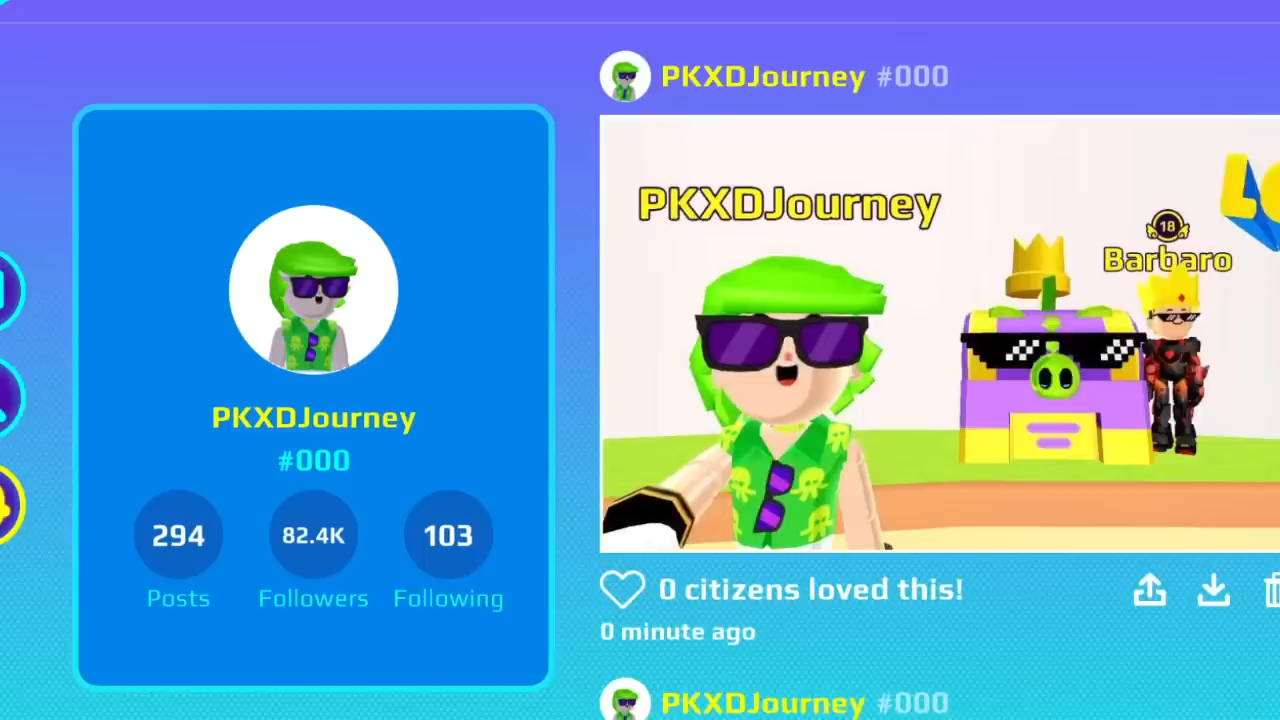 PKXDJourney #000
PKXDJourney
18
Barbaro
PKXDJourney
#000
294
82.4K
103
Posts
Followers
Following
0 citizens loved this!
0 minute ago
PKXDJourney #000